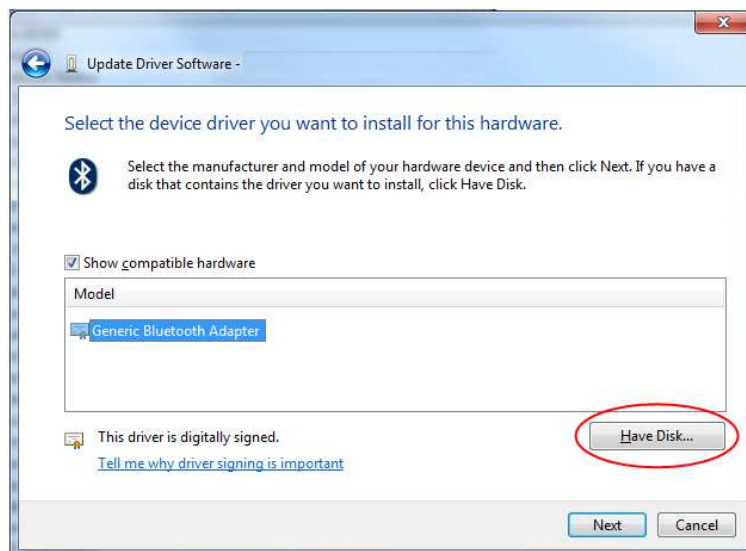 Update Driver Software -
Select the device driver you want to install for this hardware.
Select the manufacturer and model of your hardware device and then click Next. If you have a
disk that contains the driver you want to install, click Have Disk.
Show compatible hardware
Model
Generic Bluetooth Adapter
This driver is digitally signed.
Have Disk...
Tell me why driver signing is important
Next
Cancel